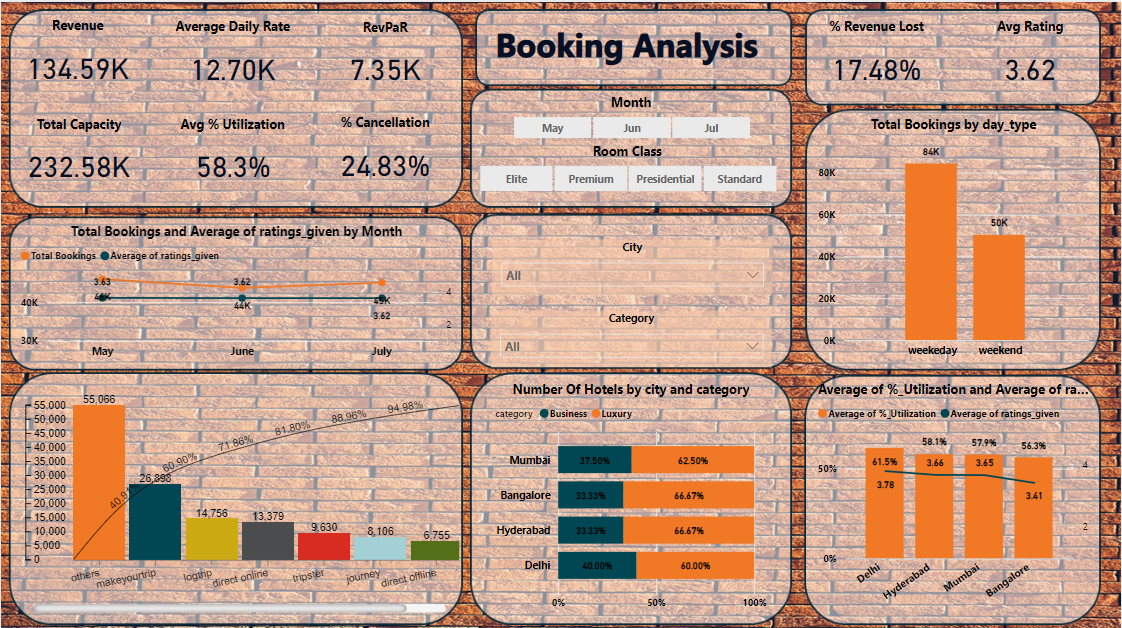 Revenue
Average Daily Rate
RevPaR
134.59K
12.70K
7.35K
Total Capacity
Avg % Utilization
% Cancellation
232.58K
58.3%
24.83%
Booking Analysis
% Revenue Lost
Avg Rating
17.48%
3.62
Month
May
Jun
Jul
Room Class
Elite
Premium
Presidential
Standard
Total Bookings by day_type
84K
80K
60K
50K
40K
20K
0K
weekeday
weekend
Total Bookings and Average of ratings_given by Month
Total Bookings
Average of ratings_given
3.63
3.62
4
40K
44K
3.62
2
30K
May
June
July
City
All
Category
All
55,066
55,000
50,000
45,000
40,000
35,000
30,000
25,000
20,000
15,000
10,000
5,000
0
26,898
14,756
13,379
9,630
8,106
6,755
60.90%
71.86%
81.80%
88.96%
94.98%
others
makeyourtrip
logtrip
direct online
tripster
journey
direct offline
Number Of Hotels by city and category
category
Business
Luxury
Mumbai
37.50%
62.50%
Bangalore
33.33%
66.67%
Hyderabad
33.33%
66.67%
Delhi
40.00%
60.00%
0%
50%
100%
Average of %_Utilization and Average of ra...
Average of %_Utilization
Average of ratings_given
58.1%
57.9%
56.3%
61.5%
3.66
3.65
4
50%
3.78
3.41
2
0%
Delhi
Hyderabad
Mumbai
Bangalore